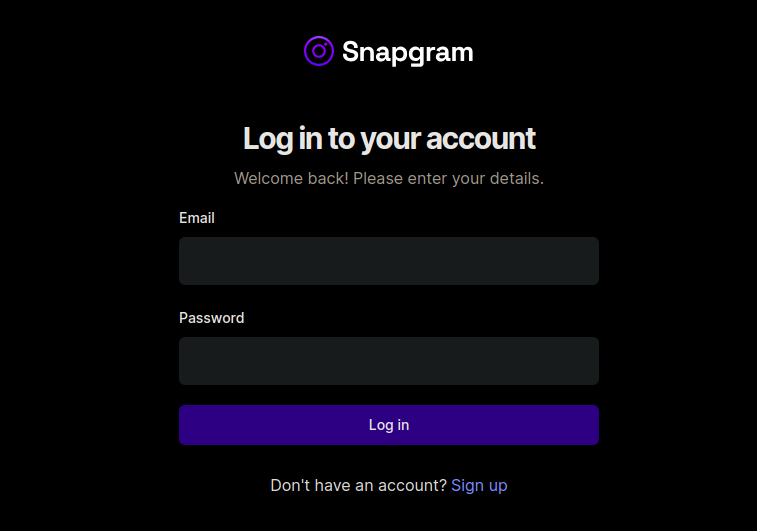 Snapgram
Log in to your account
Welcome back! Please enter your details.
Email
Password
Log in
Don't have an account? Sign up